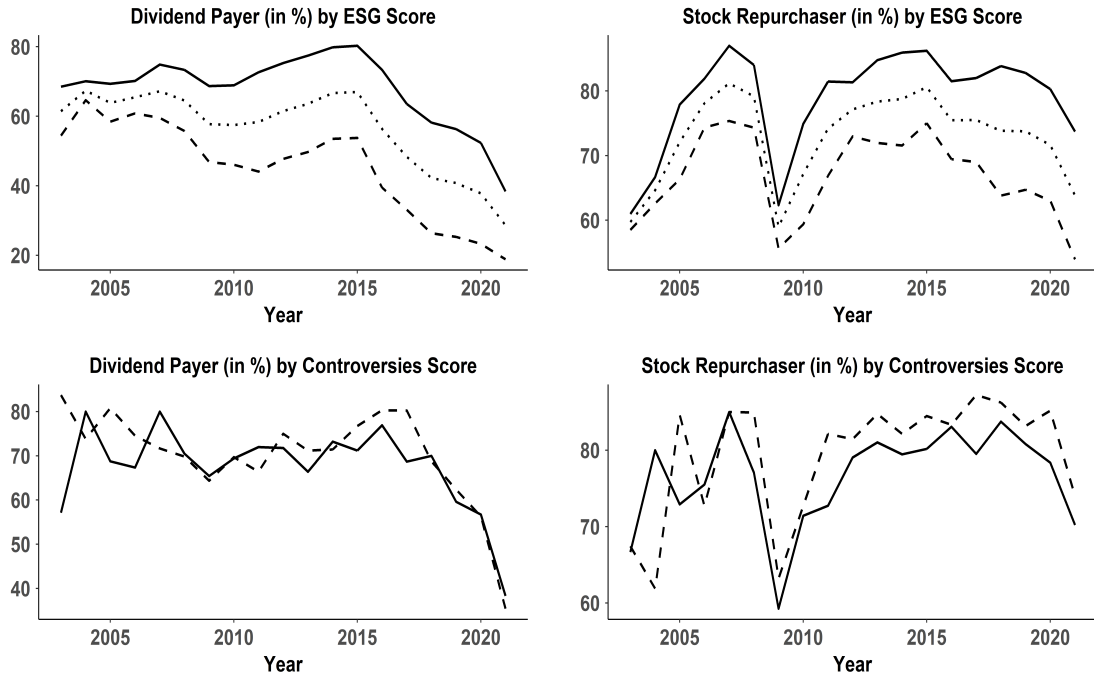 Dividend Payer (in %) by ESG Score
80
60
40
20
2005 2010 2015 2020
Year
Stock Repurchaser (in %) by ESG Score
80
70
60
2005 2010 2015 2020
Year
Dividend Payer (in %) by Controversies Score
80
70
60
50
40
2005 2010 2015 2020
Year
Stock Repurchaser (in %) by Controversies Score
80
70
60
2005 2010 2015 2020
Year